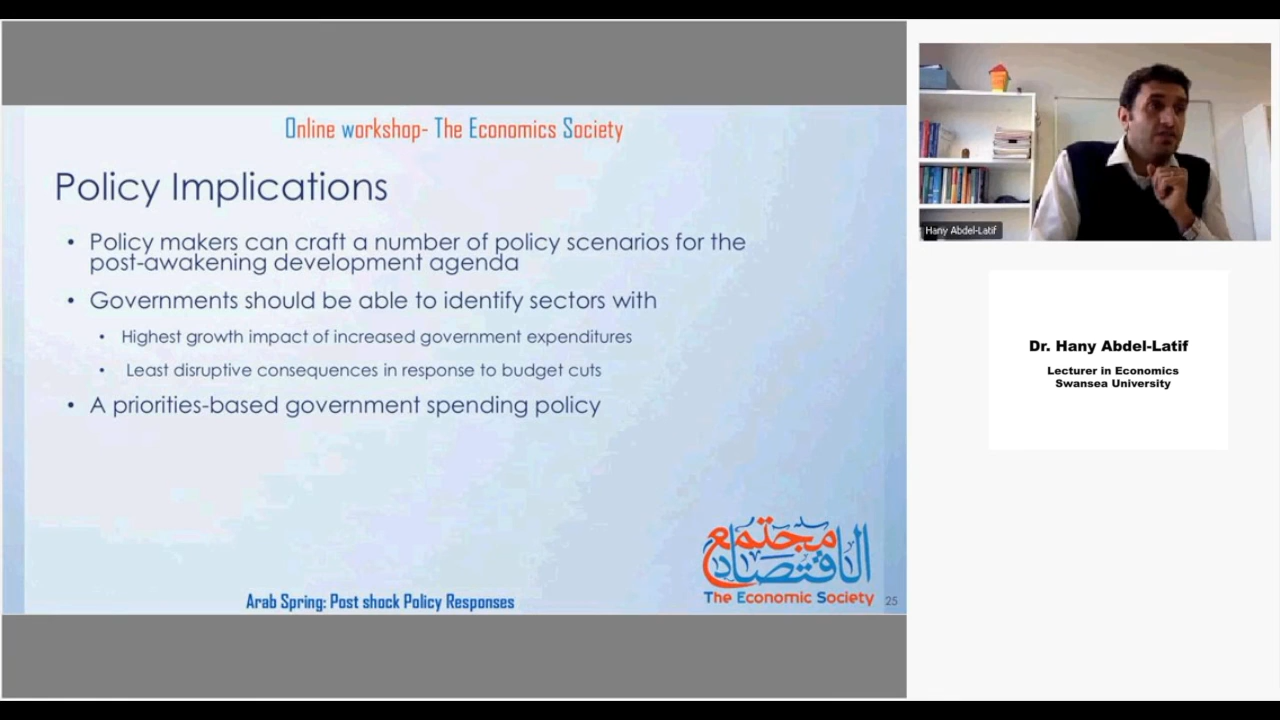 Online workshop- The Economics Society
Policy Implications
• Policy makers can craft a number of policy scenarios for the
post-awakening development agenda
• Governments should be able to identify sectors with
• Highest growth impact of increased government expenditures
• Least disruptive consequences in response to budget cuts
• A priorities-based government spending policy
مجتمع
الاقتصاد
The Economic Society
Arab Spring: Post shock Policy Responses
25
Hany Abdel-Latif
Dr. Hany Abdel-Latif
Lecturer in Economics
Swansea University